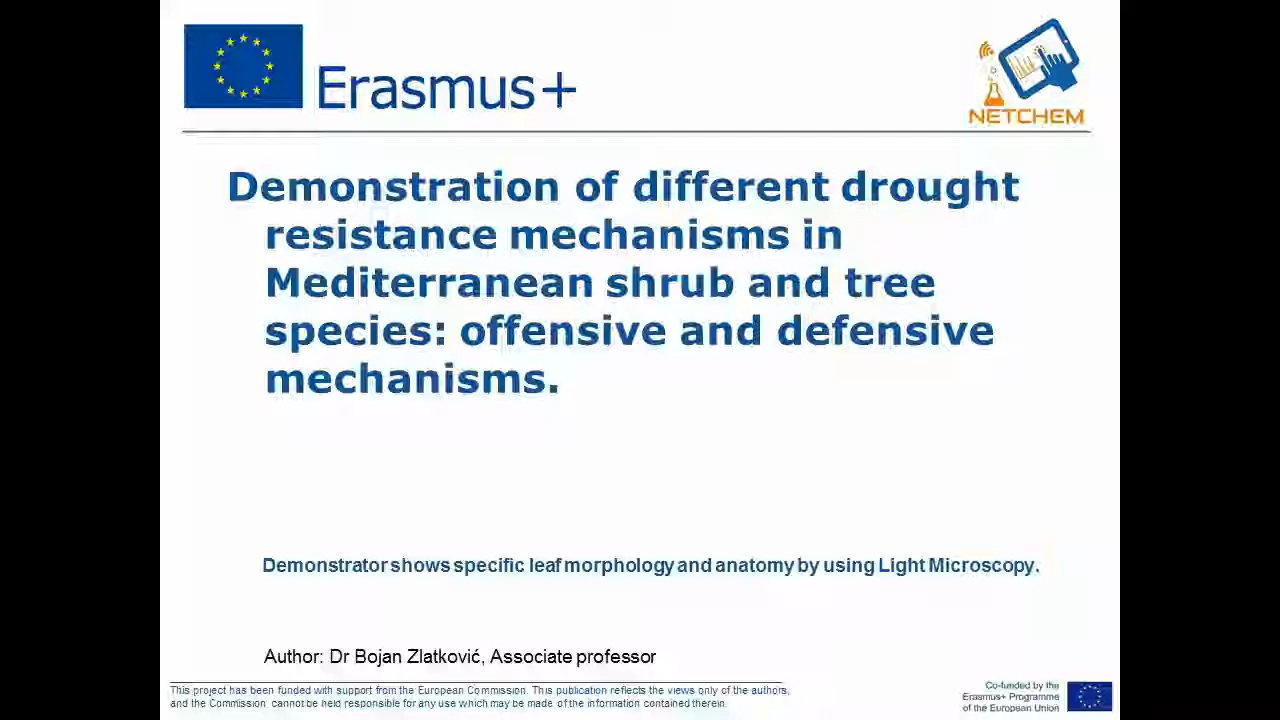 Erasmus+
NETCHEM
Demonstration of different drought
resistance mechanisms in
Mediterranean shrub and tree
species: offensive and defensive
mechanisms.
Demonstrator shows specific leaf morphology and anatomy by using Light Microscopy.
Author: Dr Bojan Zlatković, Associate professor
This project has been funded with support from the European Commission. This publication reflects the views only of the authors,
and the Commission cannot be held responsible for any use which may be made of the information contained therein.
Co-funded by the
Erasmus+ Programme
of the European Union